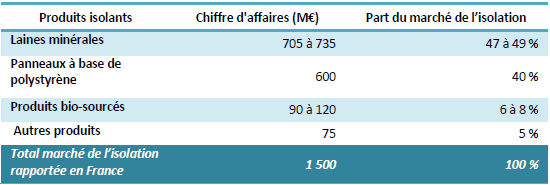 Produits isolants Chiffre d'affaires (M€) Part du marché de l'isolation
Laines minérales 705 à 735 47 à 49 %
Panneaux à base de
polystyrène 600 40 %
Produits bio-sourcés 90 à 120 6 à 8 %
Autres produits 75 5 %
Total marché de l'isolation
rapportée en France 1 500 100 %